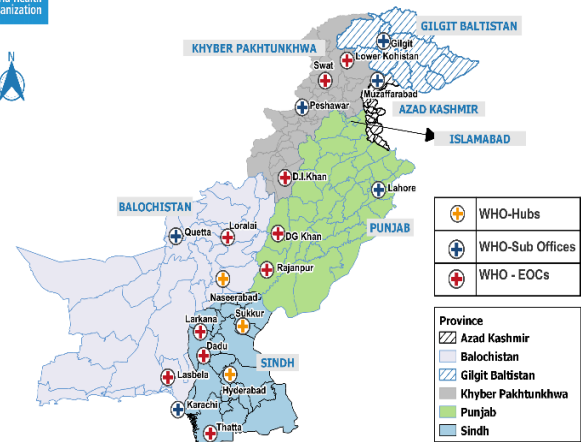 Organization
N
GILGIT BALTISTAN
KHYBER PAKHTUNKHWA
Gilgit
Lower Kohistan
Swat
Muzaffarabad
Peshawar
AZAD KASHMIR
ISLAMABAD
D.I.Khan
Lahore
BALOCHISTAN
Loralai
Quetta
PUNJAB
DG Khan
Rajanpur
Naseerabad
Sukkur
Larkana
Dadu
SINDH
Lasbela
Hyderabad
Karachi
Thatta
WHO-Hubs
WHO-Sub Offices
WHO - EOCs
Province
Azad Kashmir
Balochistan
Gilgit Baltistan
Khyber Pakhtunkhwa
Punjab
Sindh